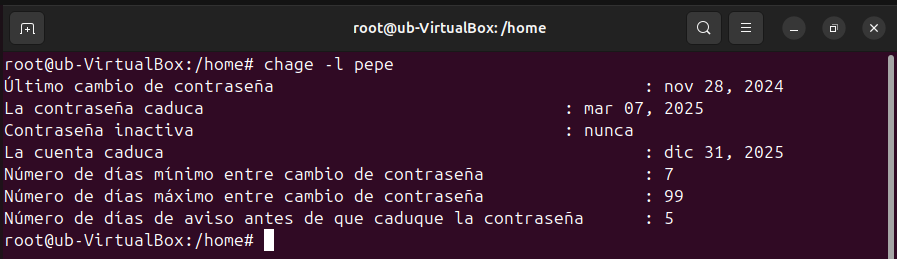 root@ub-VirtualBox: /home
root@ub-VirtualBox:/home# chage -l pepe
Último cambio de contraseña : nov 28, 2024
La contraseña caduca : mar 07, 2025
Contraseña inactiva : nunca
La cuenta caduca : dic 31, 2025
Número de días mínimo entre cambio de contraseña : 7
Número de días máximo entre cambio de contraseña : 99
Número de días de aviso antes de que caduque la contraseña : 5
root@ub-VirtualBox:/home#